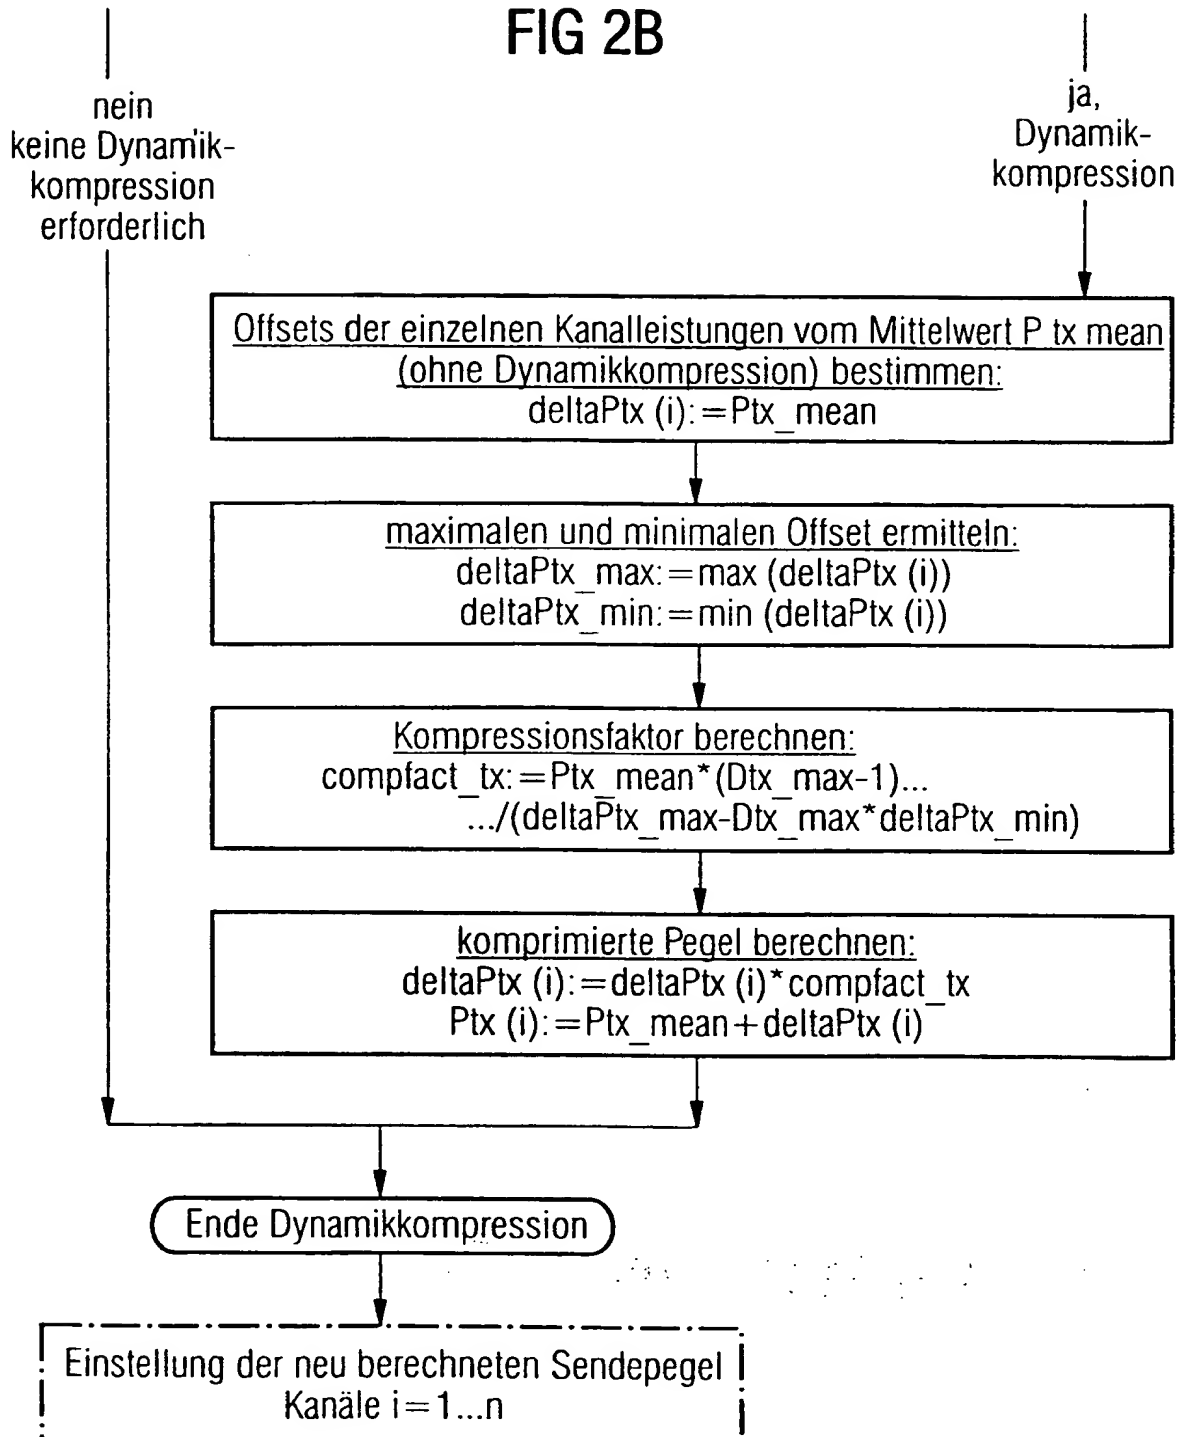 FIG 2B
nein
keine Dynamik-
kompression
erforderlich
ja,
Dynamik-
kompression
Offsets der einzelnen Kanalleistungen vom Mittelwert P tx mean
(ohne Dynamikkompression) bestimmen:
deltaPtx (i):=Ptx_mean
maximalen und minimalen Offset ermitteln:
deltaPtx_max:=max (deltaPtx (i))
deltaPtx_min:=min (deltaPtx (i))
Kompressionsfaktor berechnen:
compfact_tx:=Ptx_mean*(Dtx_max-1)...
.../(deltaPtx_max-Dtx_max*deltaPtx_min)
komprimierte Pegel berechnen:
deltaPtx (i):=deltaPtx (i)*compfact_tx
Ptx (i):=Ptx_mean+deltaPtx (i)
Ende Dynamikkompression
Einstellung der neu berechneten Sendepegel
Kanäle i=1...n